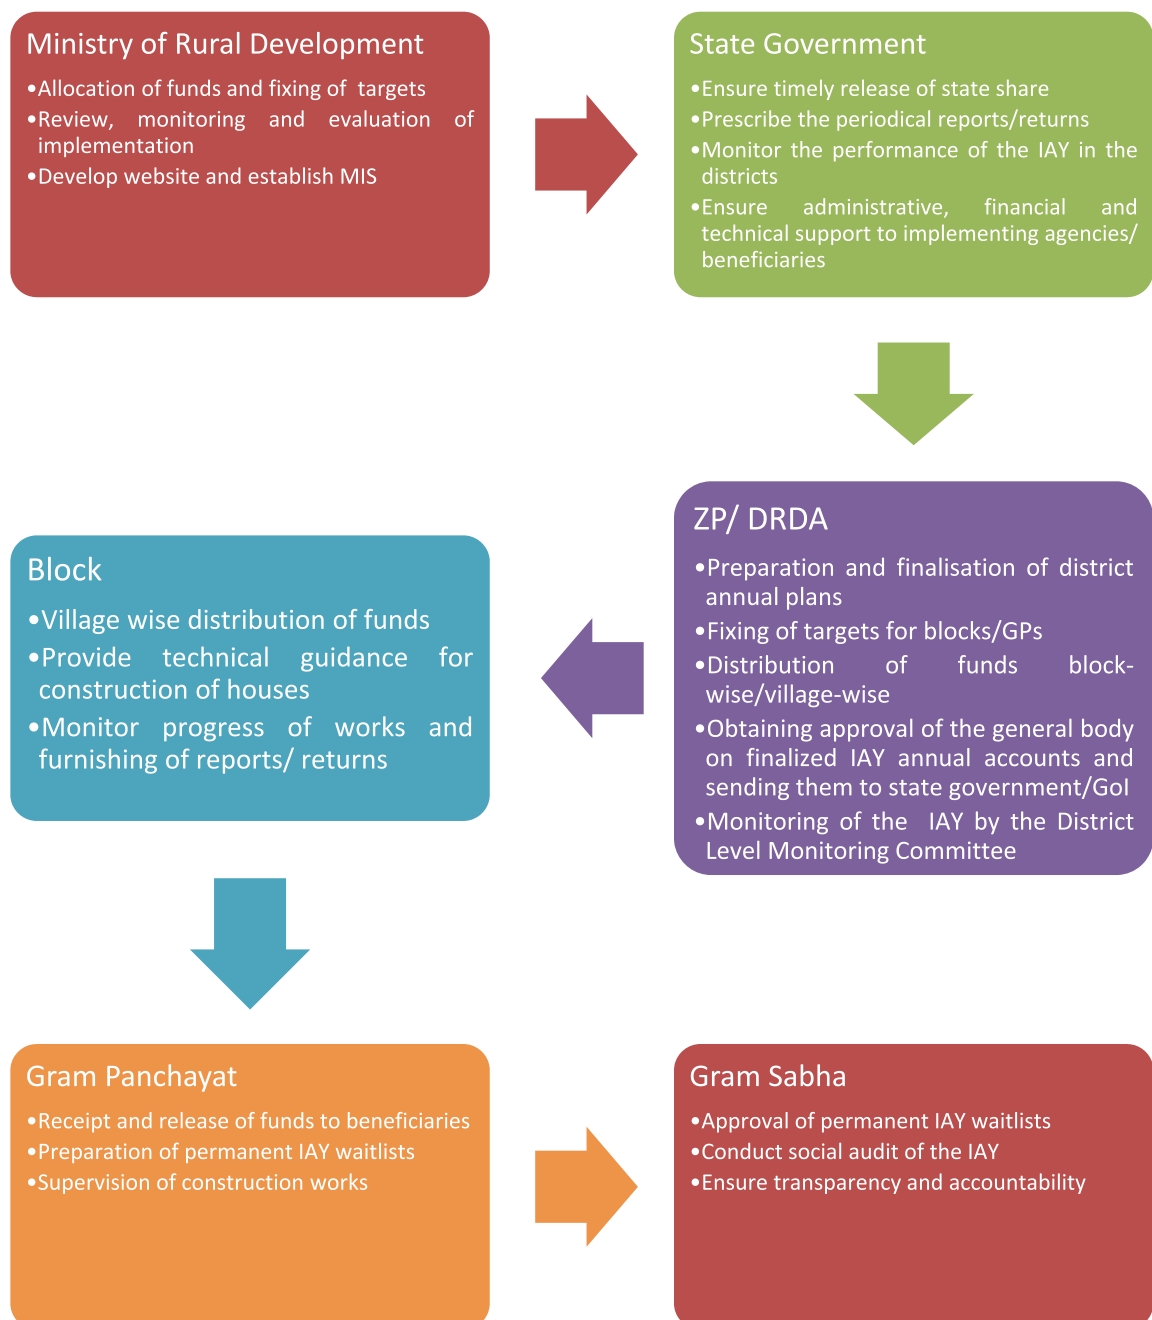 Ministry of Rural Development
•Allocation of funds and fixing of targets
•Review, monitoring and evaluation of
implementation
•Develop website and establish MIS
State Government
•Ensure timely release of state share
•Prescribe the periodical reports/returns
•Monitor the performance of the IAY in the
districts
•Ensure administrative, financial and
technical support to implementing agencies/
beneficiaries
ZP/ DRDA
•Preparation and finalisation of district
annual plans
•Fixing of targets for blocks/GPs
•Distribution of funds block-
wise/village-wise
•Obtaining approval of the general body
on finalized IAY annual accounts and
sending them to state government/GoI
•Monitoring of the IAY by the District
Level Monitoring Committee
Block
•Village wise distribution of funds
•Provide technical guidance for
construction of houses
•Monitor progress of works and
furnishing of reports/ returns
Gram Panchayat
•Receipt and release of funds to beneficiaries
•Preparation of permanent IAY waitlists
•Supervision of construction works
Gram Sabha
•Approval of permanent IAY waitlists
•Conduct social audit of the IAY
•Ensure transparency and accountability